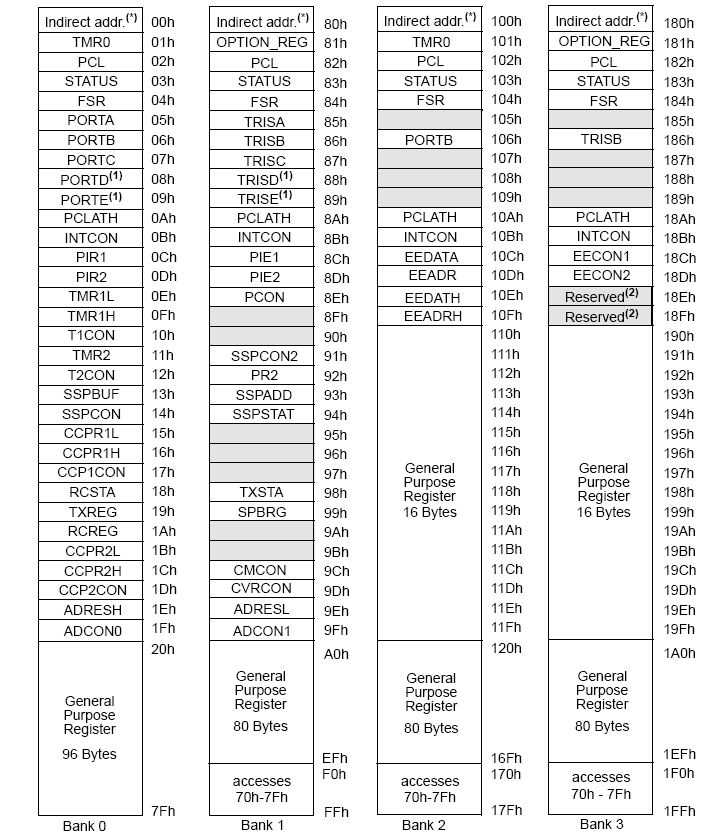 Indirect addr.(*) 00h Indirect addr.(*) 80h Indirect addr.(*) 100h Indirect addr.(*) 180h
TMR0 01h OPTION_REG 81h TMR0 101h OPTION_REG 181h
PCL 02h PCL 82h PCL 102h PCL 182h
STATUS 03h STATUS 83h STATUS 103h STATUS 183h
FSR 04h FSR 84h FSR 104h FSR 184h
PORTA 05h TRISA 85h 105h 185h
PORTB 06h TRISB 86h PORTB 106h TRISB 186h
PORTC 07h TRISC 87h 107h 187h
PORTD(1) 08h TRISD(1) 88h 108h 188h
PORTE(1) 09h TRISE(1) 89h 109h 189h
PCLATH 0Ah PCLATH 8Ah PCLATH 10Ah PCLATH 18Ah
INTCON 0Bh INTCON 8Bh INTCON 10Bh INTCON 18Bh
PIR1 0Ch PIE1 8Ch EEDATA 10Ch EECON1 18Ch
PIR2 0Dh PIE2 8Dh EEADR 10Dh EECON2 18Dh
TMR1L 0Eh PCON 8Eh EEDATH 10Eh Reserved(2) 18Eh
TMR1H 0Fh 8Fh EEADRH 10Fh Reserved(2) 18Fh
T1CON 10h 90h 110h 190h
TMR2 11h SSPCON2 91h 111h 191h
T2CON 12h PR2 92h 112h 192h
SSPBUF 13h SSPADD 93h 113h 193h
SSPCON 14h SSPSTAT 94h 114h 194h
CCPR1L 15h 95h 115h 195h
CCPR1H 16h 96h 116h 196h
CCP1CON 17h 97h General 117h General 197h
RCSTA 18h TXSTA 98h Purpose Register 118h Purpose Register 198h
TXREG 19h SPBRG 99h 16 Bytes 119h 16 Bytes 199h
RCREG 1Ah 9Ah 11Ah 19Ah
CCPR2L 1Bh 9Bh 11Bh 19Bh
CCPR2H 1Ch CMCON 9Ch 11Ch 19Ch
CCP2CON 1Dh CVRCON 9Dh 11Dh 19Dh
ADRESH 1Eh ADRESL 9Eh 11Eh 19Eh
ADCON0 1Fh ADCON1 9Fh 11Fh 19Fh
20h A0h 120h 1A0h
General General General General
Purpose Purpose Purpose Purpose
Register Register Register Register
96 Bytes 80 Bytes 80 Bytes 80 Bytes
EFh 16Fh 1EFh
F0h 170h 1F0h
accesses accesses accesses
70h-7Fh 70h-7Fh 70h - 7Fh
7Fh FFh 17Fh 1FFh
Bank 0 Bank 1 Bank 2 Bank 3